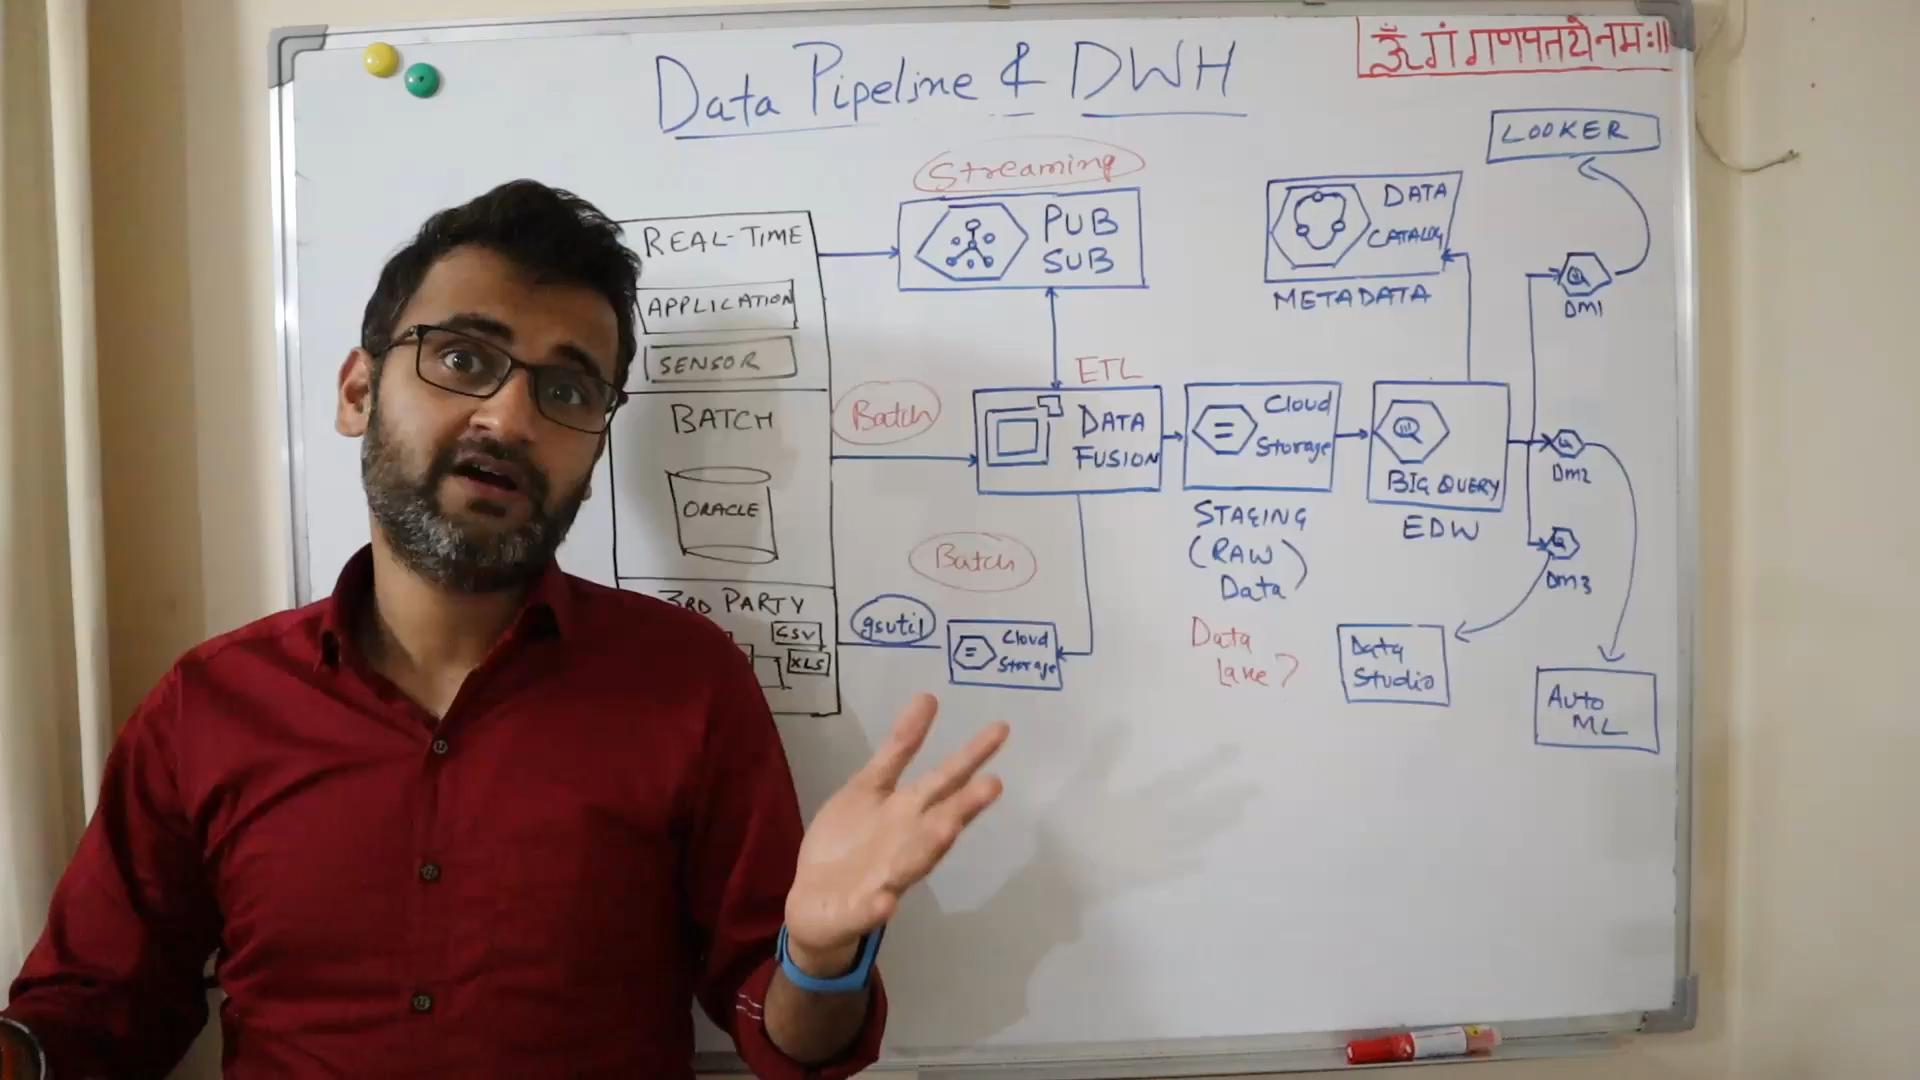 Data Pipeline & DWH
ॐ गं गणपतये नमः॥
LOOKER
Streaming
REAL-TIME
APPLICATION
SENSOR
PUB
SUB
DATA
CATALOG
METADATA
DM1
BATCH
ORACLE
Batch
ETL
DATA
FUSION
Cloud
Storage
STAGING
(RAW
Data)
Data
Lake?
BIG QUERY
EDW
DM2
DM3
3RD PARTY
CSV
XLS
gsutil
Batch
Cloud
Storage
Data
Studio
Auto
ML